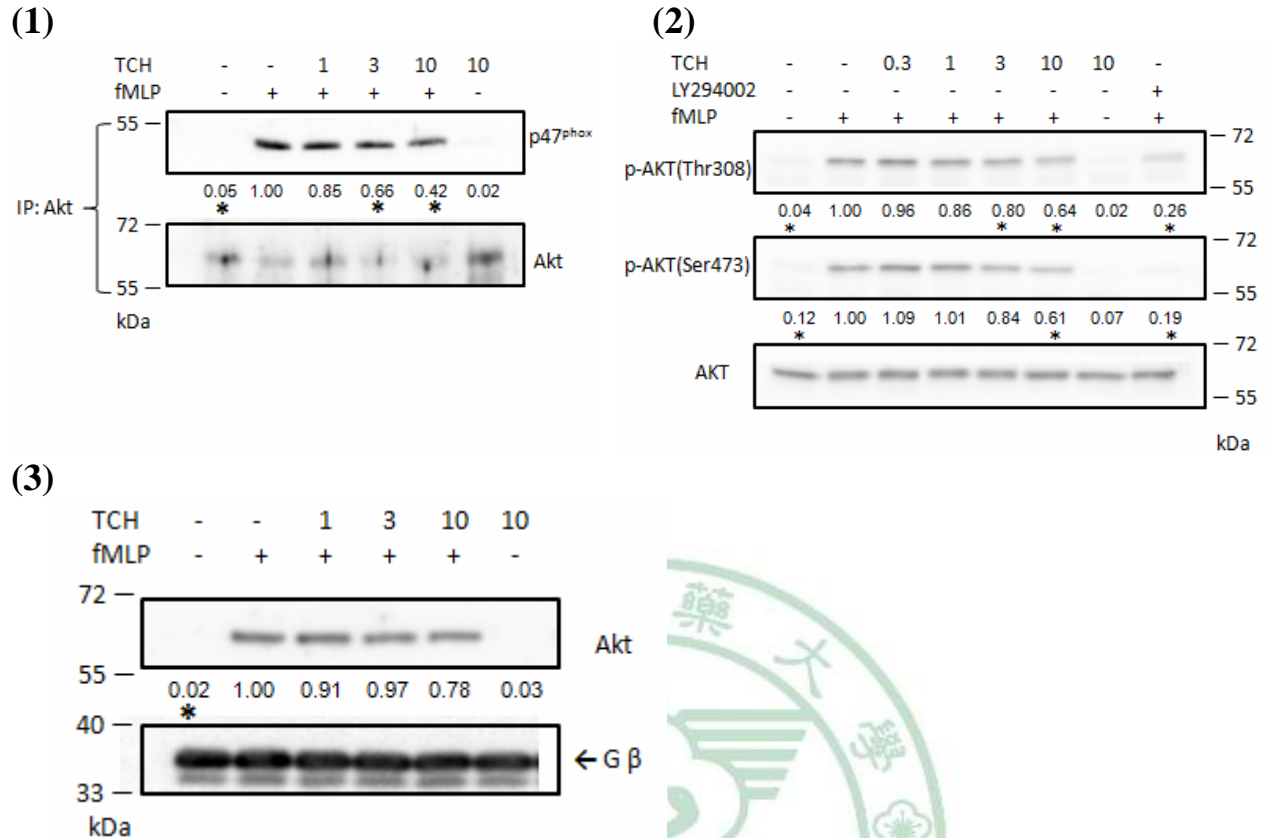 (1)
TCH - - 1 3 10 10
fMLP - + + + + -
55
p47phox
0.05 1.00 0.85 0.66 0.42 0.02
* * *
IP: Akt
72
Akt
55
kDa
(2)
TCH - - 0.3 1 3 10 10 -
LY294002 - - - - - - - +
fMLP - + + + + + - +
72
p-AKT(Thr308)
55
0.04 1.00 0.96 0.86 0.80 0.64 0.02 0.26
* * * *
72
p-AKT(Ser473)
55
0.12 1.00 1.09 1.01 0.84 0.61 0.07 0.19
* * *
72
AKT
55
kDa
(3)
TCH - - 1 3 10 10
fMLP - + + + + -
72
Akt
55
0.02 1.00 0.91 0.97 0.78 0.03
*
40
← G β
33
kDa
藥
大
學